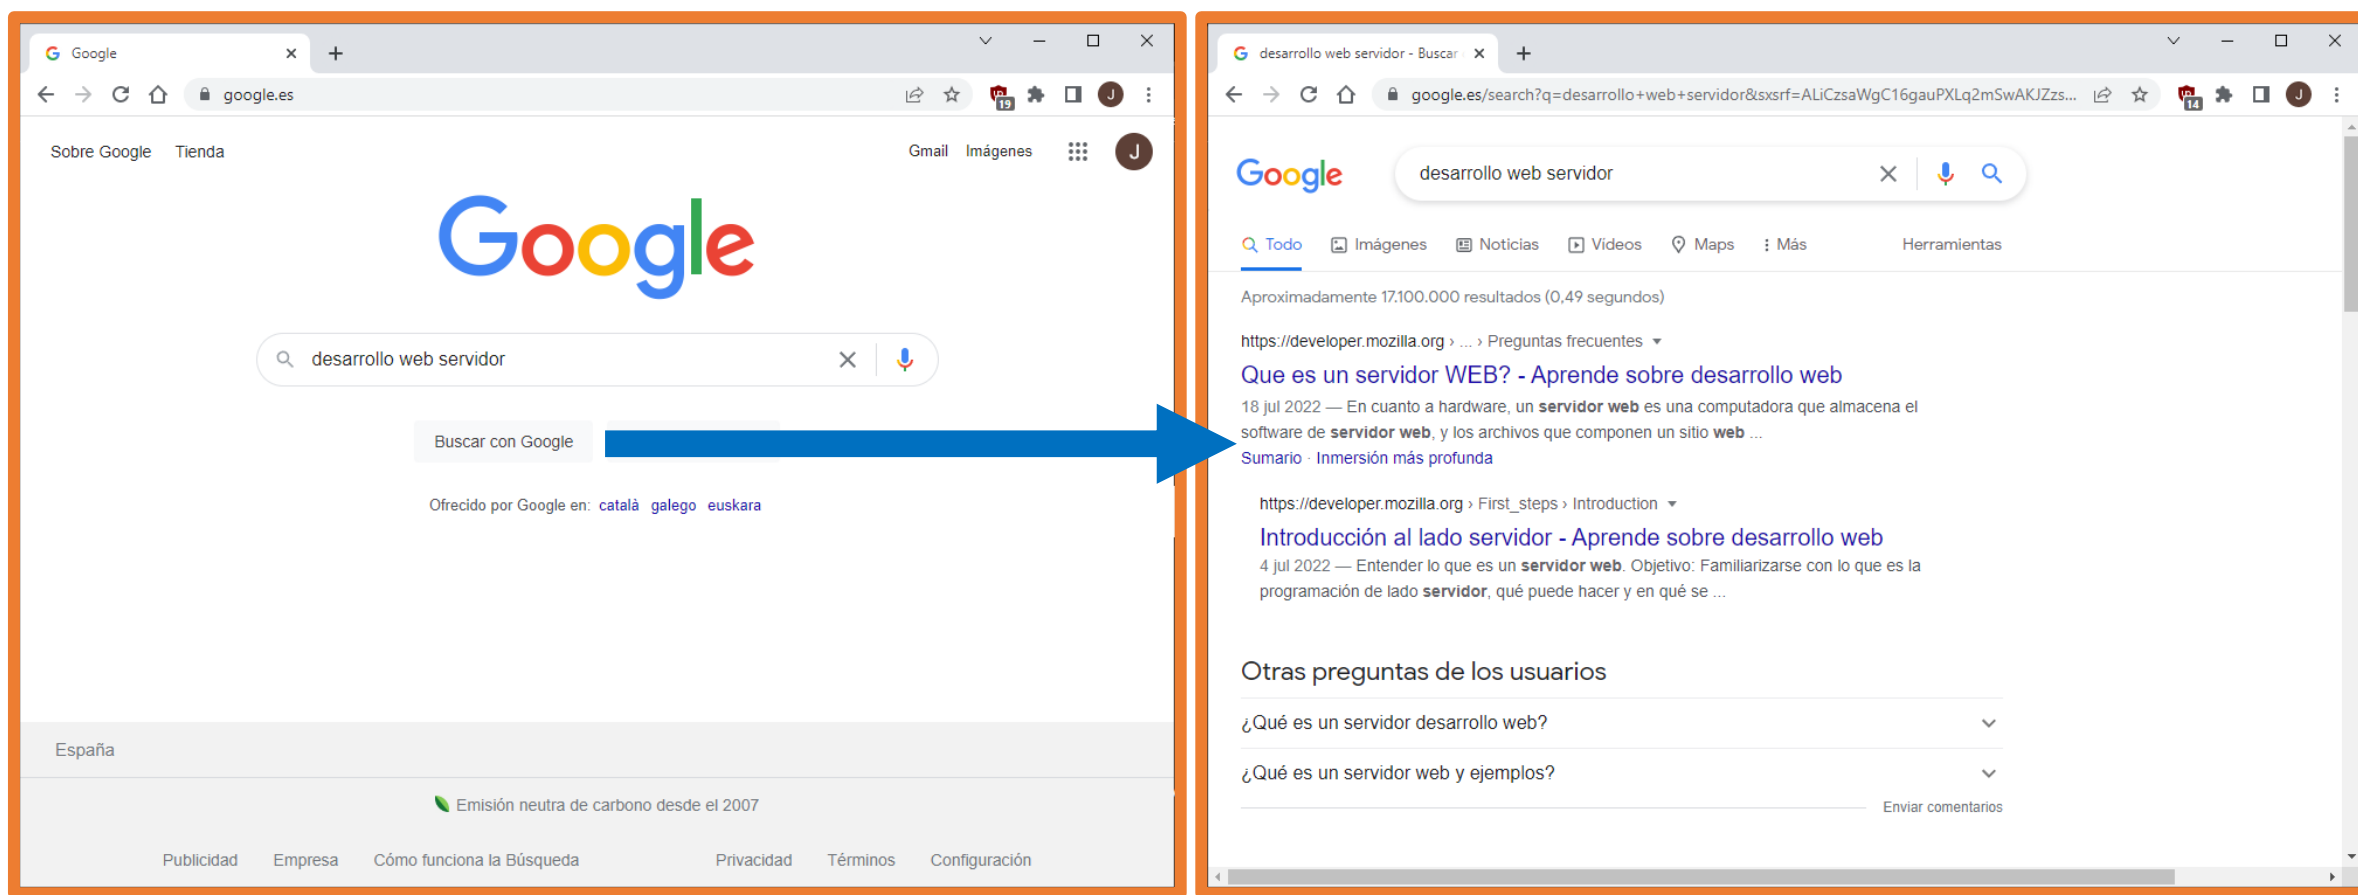 Google
google.es
19
J
Sobre Google Tienda
Gmail Imágenes
J
Google
desarrollo web servidor
Buscar con Google
Ofrecido por Google en: català galego euskara
España
Emisión neutra de carbono desde el 2007
Publicidad Empresa Cómo funciona la Búsqueda Privacidad Términos Configuración
desarrollo web servidor - Buscar
google.es/search?q=desarrollo+web+servidor&sxsrf=ALiCzsaWgC16gauPXLq2mSwAKJZzs...
14
J
Google
desarrollo web servidor
Todo Imágenes Noticias Vídeos Maps Más Herramientas
Aproximadamente 17.100.000 resultados (0,49 segundos)
https://developer.mozilla.org › ... › Preguntas frecuentes
Que es un servidor WEB? - Aprende sobre desarrollo web
18 jul 2022 — En cuanto a hardware, un servidor web es una computadora que almacena el
software de servidor web, y los archivos que componen un sitio web ...
Sumario · Inmersión más profunda
https://developer.mozilla.org › First_steps › Introduction
Introducción al lado servidor - Aprende sobre desarrollo web
4 jul 2022 — Entender lo que es un servidor web. Objetivo: Familiarizarse con lo que es la
programación de lado servidor, qué puede hacer y en qué se ...
Otras preguntas de los usuarios
¿Qué es un servidor desarrollo web?
¿Qué es un servidor web y ejemplos?
Enviar comentarios